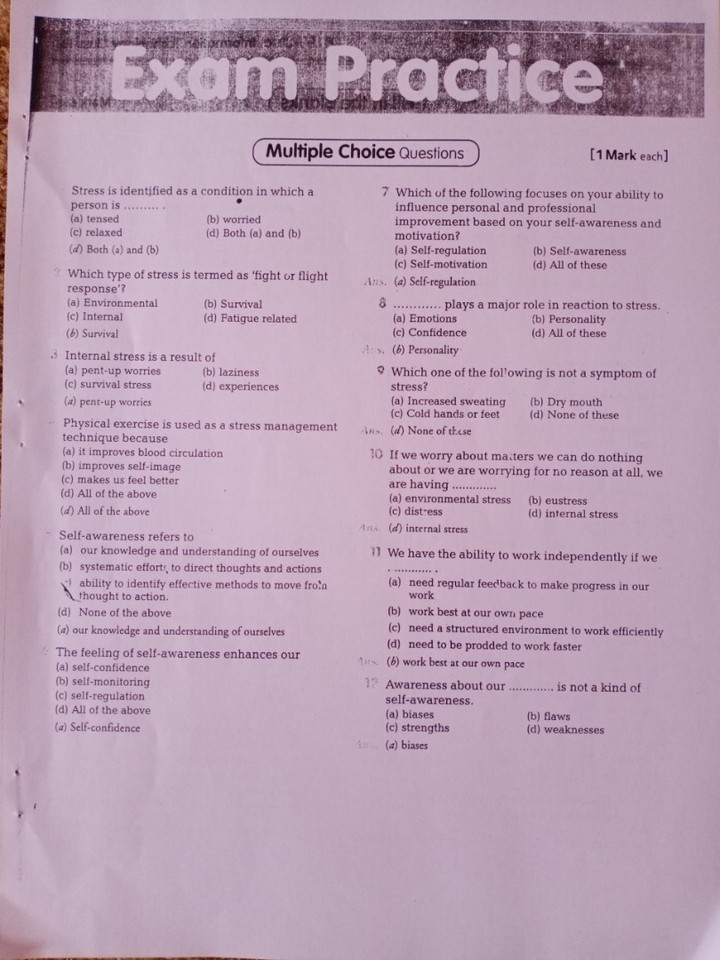 Exam Practice
Multiple Choice Questions
[1 Mark each]
Stress is identified as a condition in which a
person is ..........
(a) tensed (b) worried
(c) relaxed (d) Both (a) and (b)
(d) Both (a) and (b)
Which type of stress is termed as 'fight or flight
response'?
(a) Environmental (b) Survival
(c) Internal (d) Fatigue related
(b) Survival
3 Internal stress is a result of
(a) pent-up worries (b) laziness
(c) survival stress (d) experiences
(a) pent-up worries
Physical exercise is used as a stress management
technique because
(a) it improves blood circulation
(b) improves self-image
(c) makes us feel better
(d) All of the above
(d) All of the above
Self-awareness refers to
(a) our knowledge and understanding of ourselves
(b) systematic efforts to direct thoughts and actions
ability to identify effective methods to move from
thought to action.
(d) None of the above
(a) our knowledge and understanding of ourselves
The feeling of self-awareness enhances our
(a) self-confidence
(b) self-monitoring
(c) self-regulation
(d) All of the above
(a) Self-confidence
7 Which of the following focuses on your ability to
influence personal and professional
improvement based on your self-awareness and
motivation?
(a) Self-regulation (b) Self-awareness
(c) Self-motivation (d) All of these
Ans. (a) Self-regulation
8 ............ plays a major role in reaction to stress.
(a) Emotions (b) Personality
(c) Confidence (d) All of these
Ans. (b) Personality
9 Which one of the following is not a symptom of
stress?
(a) Increased sweating (b) Dry mouth
(c) Cold hands or feet (d) None of these
Ans. (d) None of these
10 If we worry about matters we can do nothing
about or we are worrying for no reason at all, we
are having .............
(a) environmental stress (b) eustress
(c) distress (d) internal stress
Ans. (d) internal stress
11 We have the ability to work independently if we
............. .
(a) need regular feedback to make progress in our
work
(b) work best at our own pace
(c) need a structured environment to work efficiently
(d) need to be prodded to work faster
Ans. (b) work best at our own pace
12 Awareness about our ............. is not a kind of
self-awareness.
(a) biases (b) flaws
(c) strengths (d) weaknesses
Ans. (a) biases